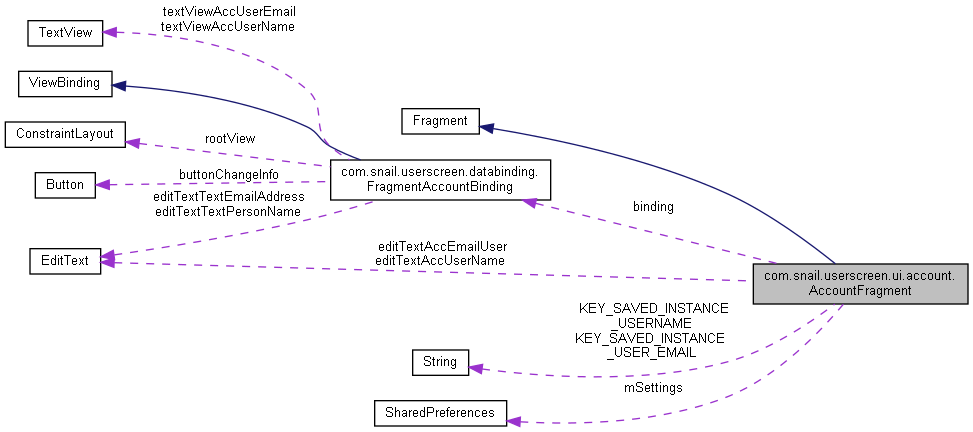 textViewAccUserEmail
textViewAccUserName
TextView
ViewBinding
ConstraintLayout
rootView
Fragment
com.snail.userscreen.databinding.
FragmentAccountBinding
Button
buttonChangeInfo
editTextTextEmailAddress
editTextTextPersonName
binding
EditText
editTextAccEmailUser
editTextAccUserName
com.snail.userscreen.ui.account.
AccountFragment
KEY_SAVED_INSTANCE
_USERNAME
KEY_SAVED_INSTANCE
_USER_EMAIL
String
mSettings
SharedPreferences